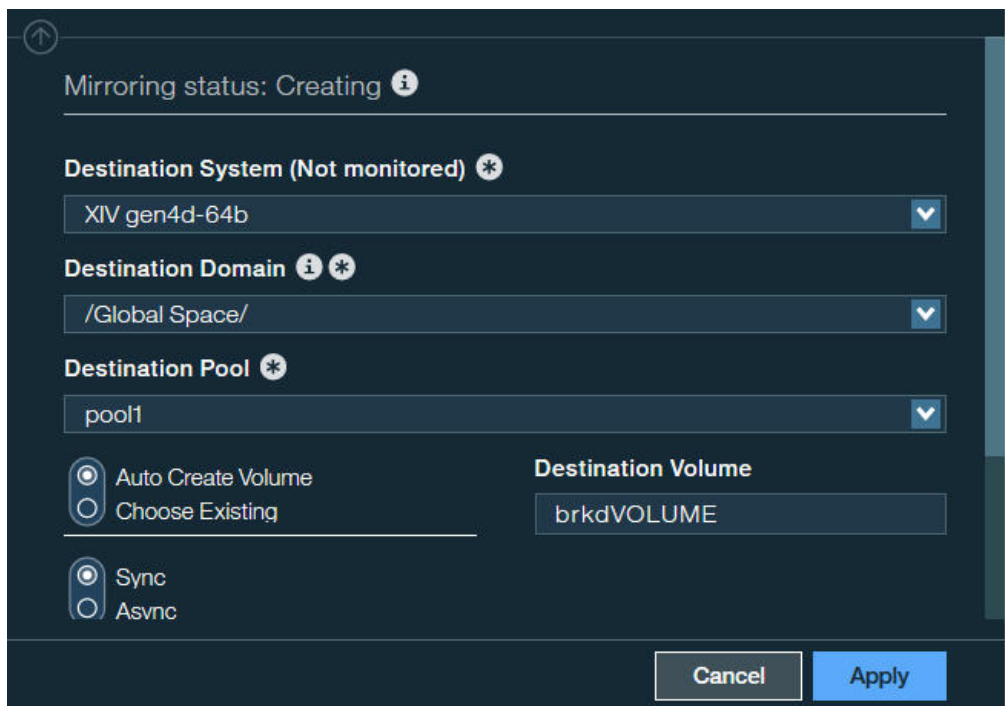 Mirroring status: Creating
Destination System (Not monitored)
XIV gen4d-64b
Destination Domain
/Global Space/
Destination Pool
pool1
Auto Create Volume
Choose Existing
Destination Volume
brkdVOLUME
Sync
Async
Cancel
Apply